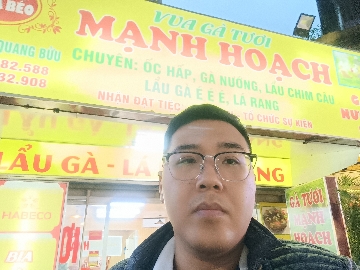 BÉO
VUA GÀ TƯƠI
MẠNH HOẠCH
QUANG BỬU
82.588
32.908
CHUYÊN: ỐC HẤP, GÀ NƯỚNG, LẨU CHIM CÂU
LẨU GÀ E E E, LÁ RANG
NHẬN ĐẶT TIỆC
TỔ CHỨC SỰ KIỆN
LẨU GÀ - LÁ
ANG
HABECO
BIA
GÀ TƯƠI
MẠNH
HOẠCH